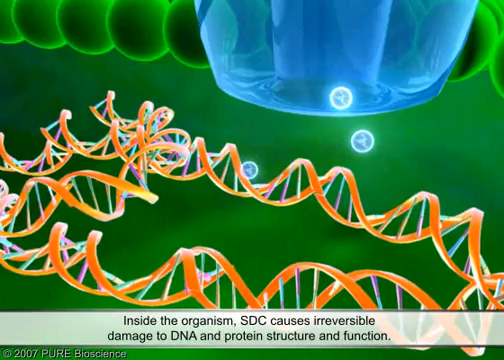 Inside the organism, SDC causes irreversible
damage to DNA and protein structure and function.
© 2007 PURE Bioscience